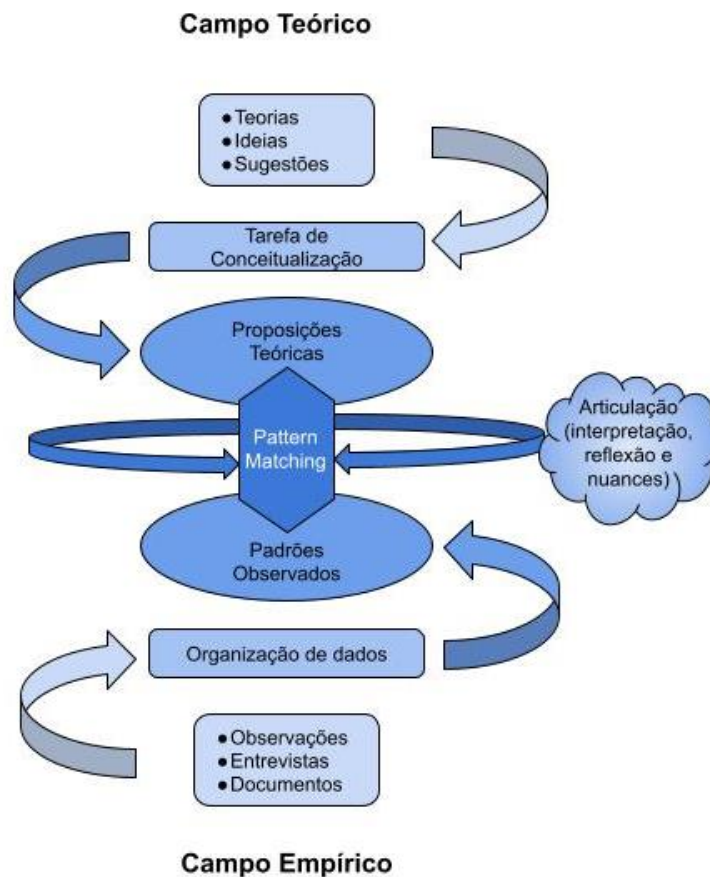 Campo Teórico
● Teorias
● Ideias
● Sugestões
Tarefa de
Conceitualização
Proposições
Teóricas
Pattern
Matching
Articulação
(interpretação,
reflexão e
nuances)
Padrões
Observados
Organização de dados
● Observações
● Entrevistas
● Documentos
Campo Empírico